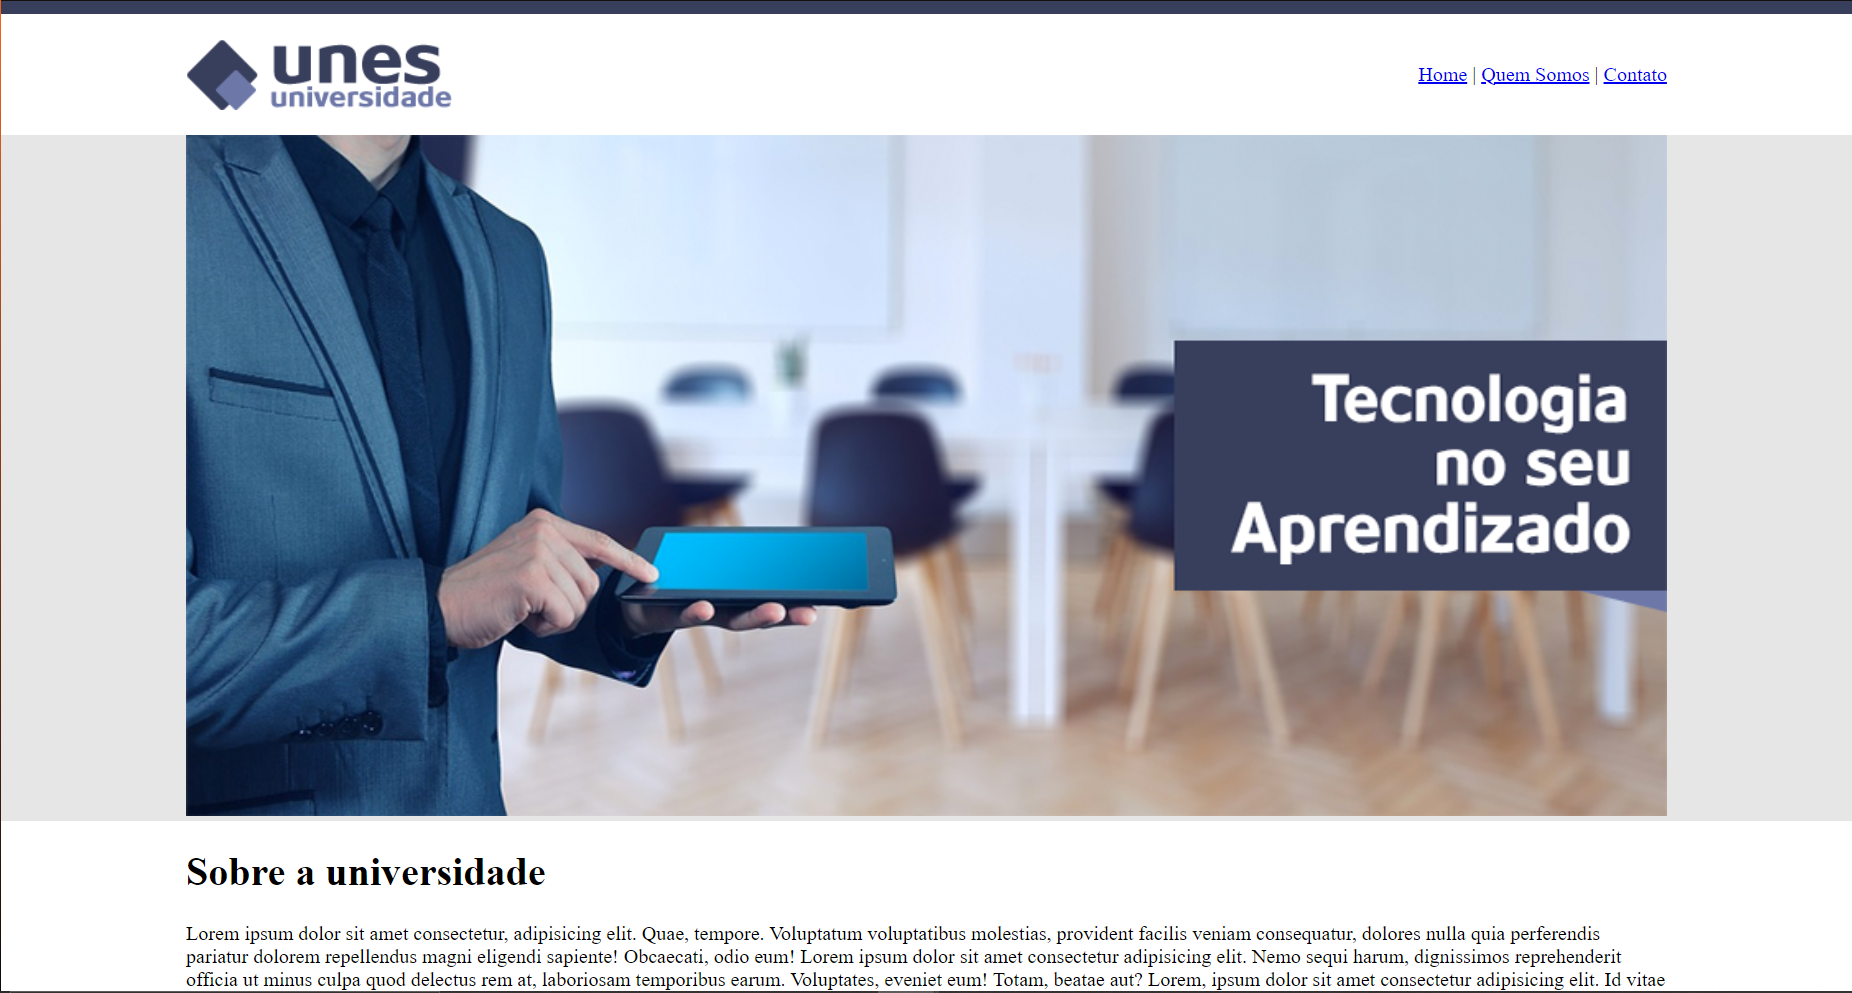 unes
universidade
Home | Quem Somos | Contato
Tecnologia
no seu
Aprendizado
Sobre a universidade
Lorem ipsum dolor sit amet consectetur, adipisicing elit. Quae, tempore. Voluptatum voluptatibus molestias, provident facilis veniam consequatur, dolores nulla quia perferendis
pariatur dolorem repellendus magni eligendi sapiente! Obcaecati, odio eum! Lorem ipsum dolor sit amet consectetur adipisicing elit. Nemo sequi harum, dignissimos reprehenderit
officia ut minus culpa quod delectus rem at, laboriosam temporibus earum. Voluptates, eveniet eum! Totam, beatae aut? Lorem, ipsum dolor sit amet consectetur adipisicing elit. Id vitae